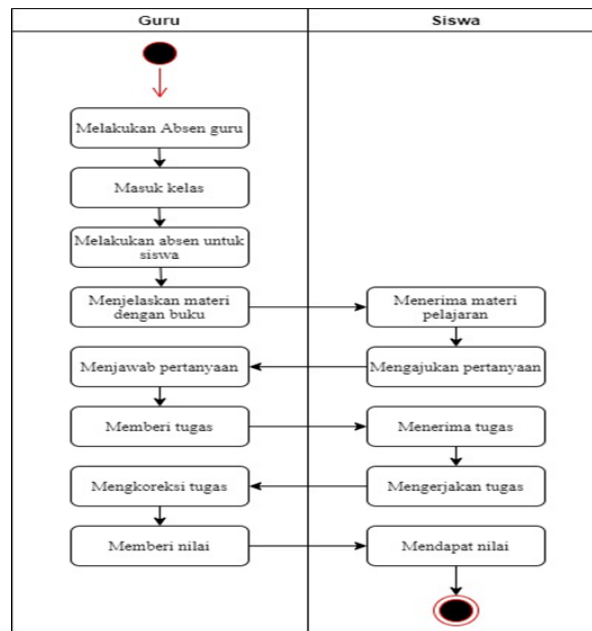 Guru
Siswa
Melakukan Absen guru
Masuk kelas
Melakukan absen untuk
siswa
Menjelaskan materi
dengan buku
Menerima materi
pelajaran
Menjawab pertanyaan
Mengajukan pertanyaan
Memberi tugas
Menerima tugas
Mengkoreksi tugas
Mengerjakan tugas
Memberi nilai
Mendapat nilai